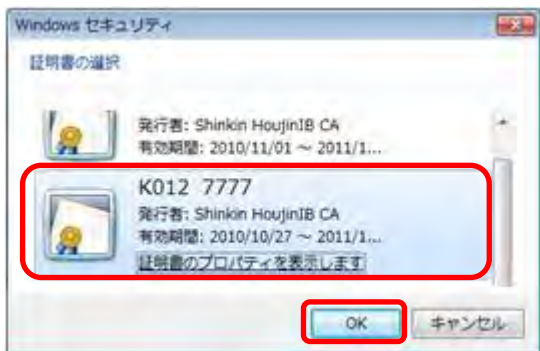 Windows セキュリティ
証明書の選択
発行者: Shinkin HoujinIB CA
有効期間: 2010/11/01 ～ 2011/1...
K012 7777
発行者: Shinkin HoujinIB CA
有効期間: 2010/10/27 ～ 2011/1...
証明書のプロパティを表示します
OK
キャンセル